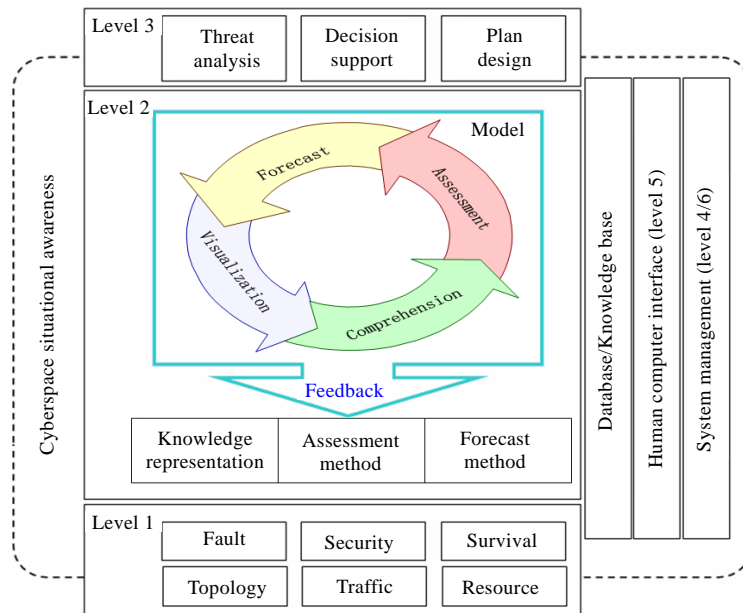 Level 3
Threat
analysis
Decision
support
Plan
design
Level 2
Model
Forecast
Assessment
Visualization
Comprehension
Feedback
Knowledge
representation
Assessment
method
Forecast
method
Level 1
Fault
Security
Survival
Topology
Traffic
Resource
Cyberspace situational awareness
Database/Knowledge base
Human computer interface (level 5)
System management (level 4/6)